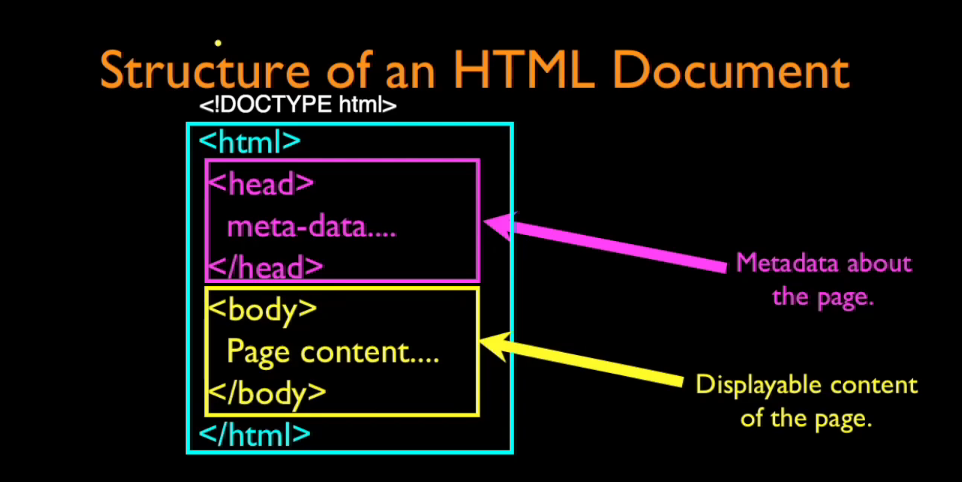 Structure of an HTML Document
<!DOCTYPE html>
<html>
<head>
meta-data....
</head>
Metadata about
the page.
<body>
Page content....
</body>
Displayable content
of the page.
</html>